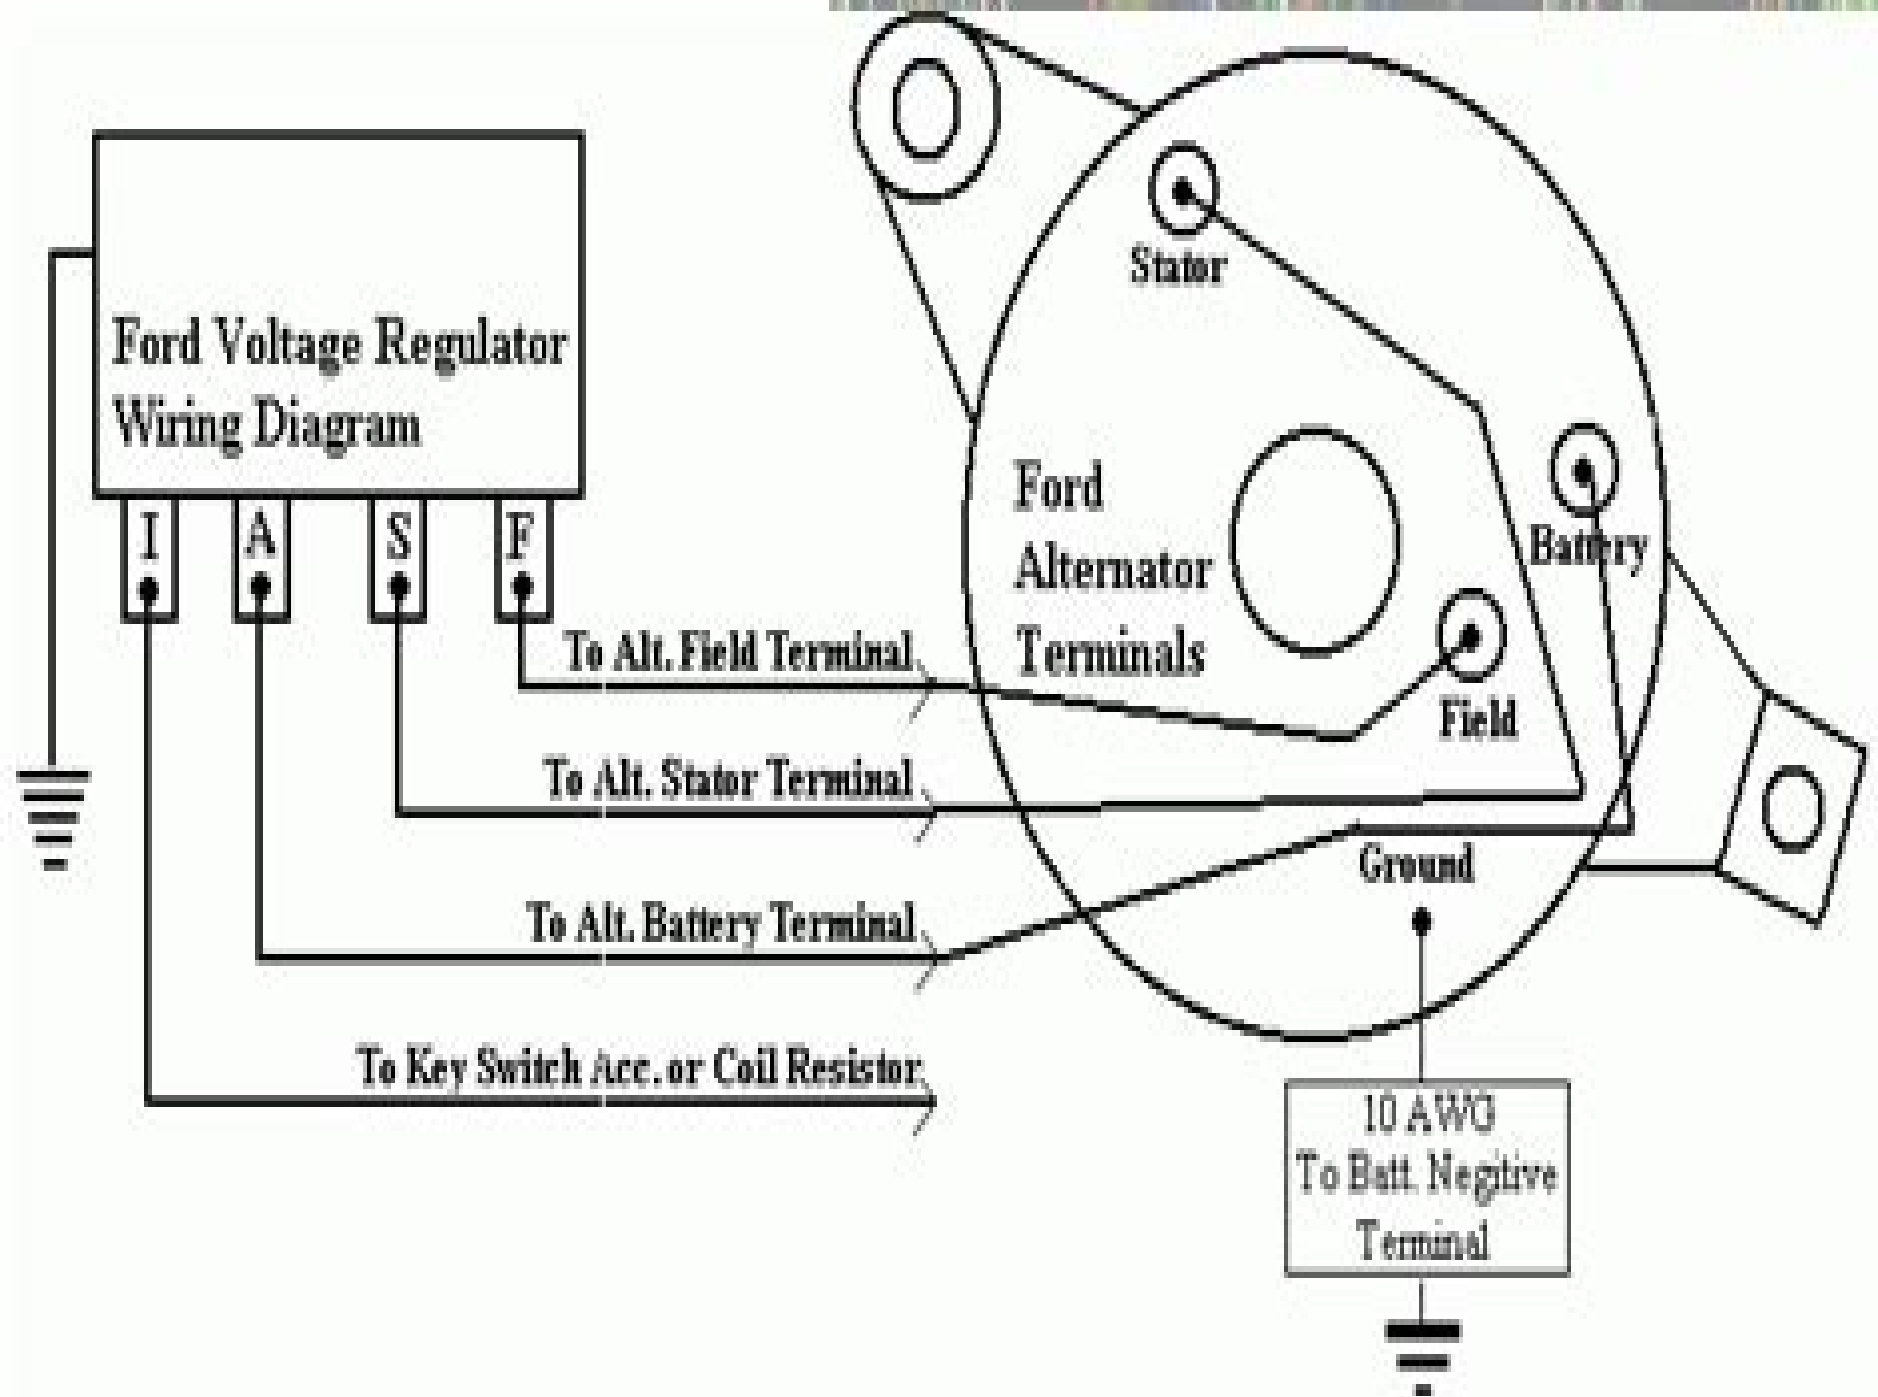 Ford Voltage Regulator
Wiring Diagram
I A S F
To Alt. Field Terminal
To Alt. Stator Terminal
To Alt. Battery Terminal
To Key Switch Acc. or Coil Resistor
Stator
Battery
Ford
Alternator
Terminals
Field
Ground
10 AWG
To Batt. Negitive
Terminal